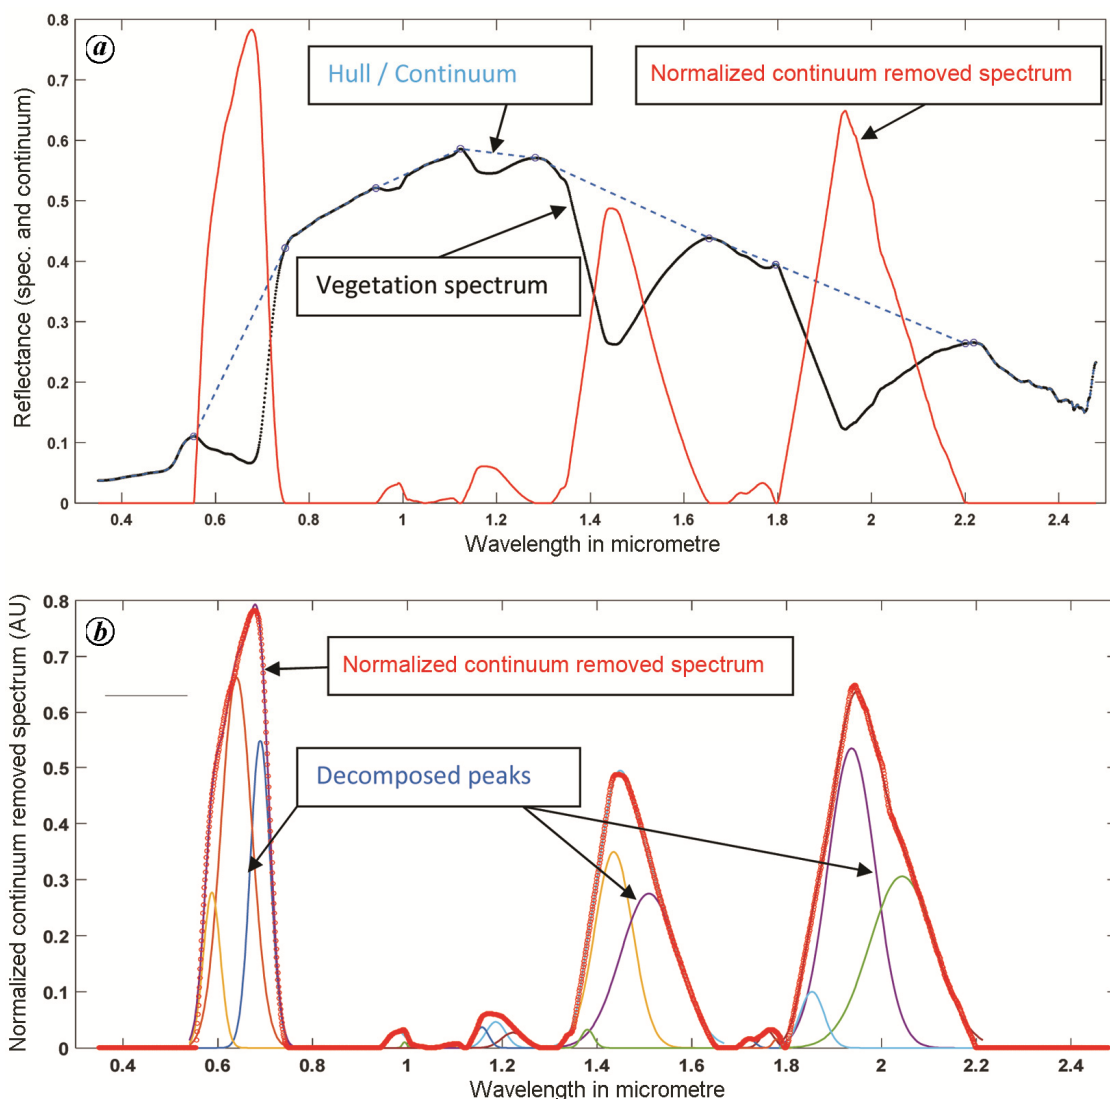 a
0.8
0.7
0.6
0.5
0.4
0.3
0.2
0.1
0
Reflectance (spec. and continuum)
Hull / Continuum
Normalized continuum removed spectrum
Vegetation spectrum
0.4 0.6 0.8 1 1.2 1.4 1.6 1.8 2 2.2 2.4
Wavelength in micrometre
b
0.8
0.7
0.6
0.5
0.4
0.3
0.2
0.1
0
Normalized continuum removed spectrum (AU)
Normalized continuum removed spectrum
Decomposed peaks
0.4 0.6 0.8 1 1.2 1.4 1.6 1.8 2 2.2 2.4
Wavelength in micrometre